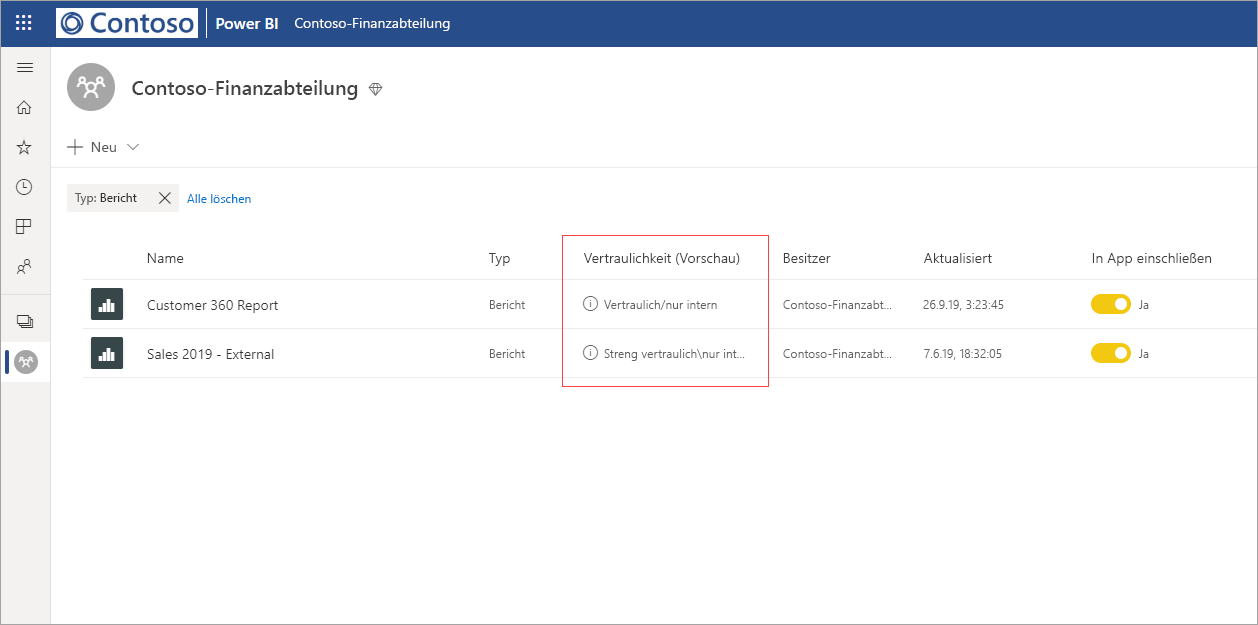 Contoso Power BI Contoso-Finanzabteilung
Contoso-Finanzabteilung
Neu
Typ: Bericht Alle löschen
Name Typ Vertraulichkeit (Vorschau) Besitzer Aktualisiert In App einschließen
Customer 360 Report Bericht Vertraulich/nur intern Contoso-Finanzabt... 26.9.19, 3:23:45 Ja
Sales 2019 - External Bericht Streng vertraulich\nur int... Contoso-Finanzabt... 7.6.19, 18:32:05 Ja